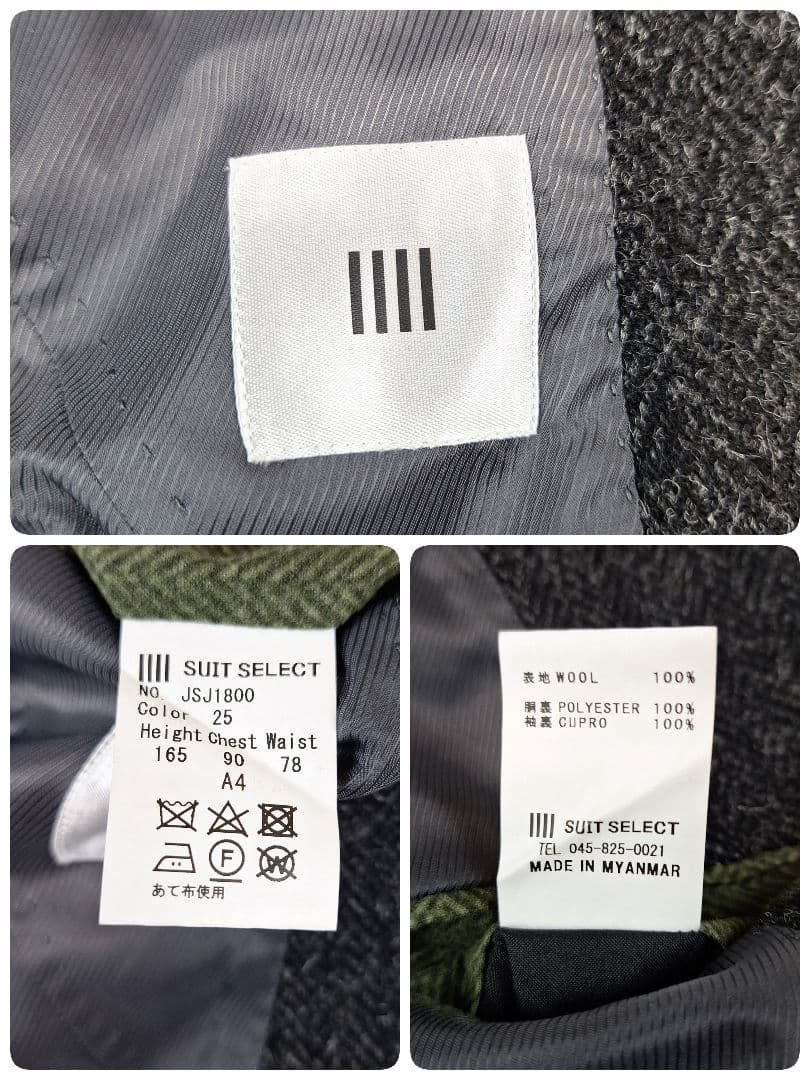 SUIT SELECT
NO. JSJ1800
Color 25
Height Chest Waist
165 90 78
A4
F
W
あて布使用
表地 WOOL 100%
胴裏 POLYESTER 100%
袖裏 CUPRO 100%
SUIT SELECT
TEL 045-825-0021
MADE IN MYANMAR